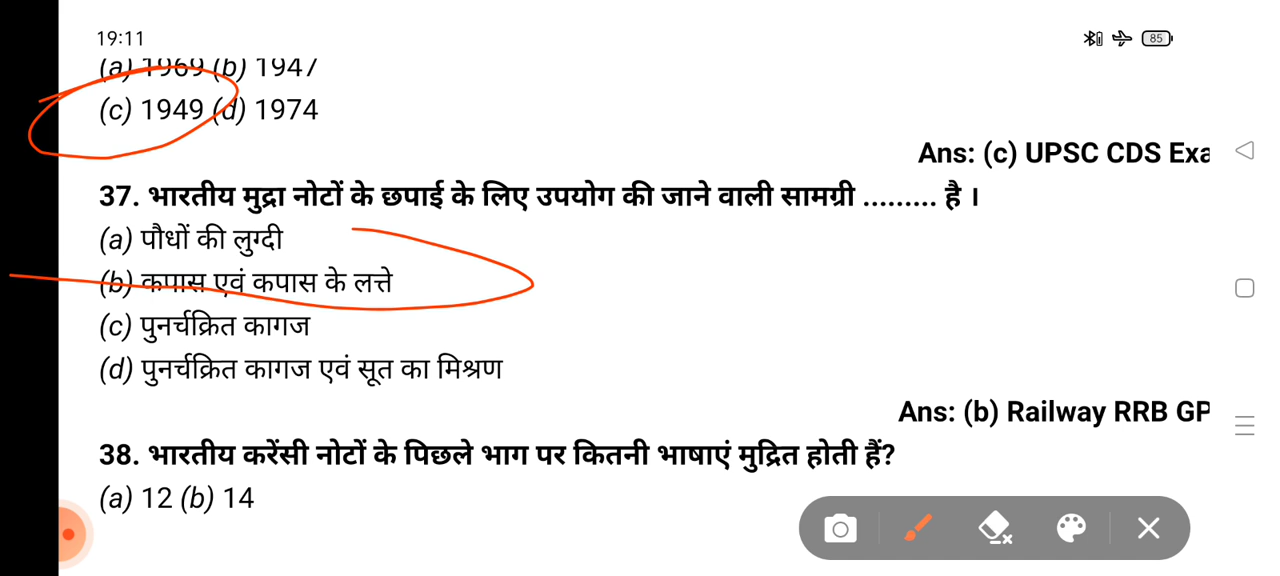 19:11
85
(a) 1969 (b) 1947
(c) 1949 (d) 1974
Ans: (c) UPSC CDS Exa
37. भारतीय मुद्रा नोटों के छपाई के लिए उपयोग की जाने वाली सामग्री ......... है ।
(a) पौधों की लुग्दी
(b) कपास एवं कपास के लत्ते
(c) पुनर्चक्रित कागज
(d) पुनर्चक्रित कागज एवं सूत का मिश्रण
Ans: (b) Railway RRB GP
38. भारतीय करेंसी नोटों के पिछले भाग पर कितनी भाषाएं मुद्रित होती हैं?
(a) 12 (b) 14